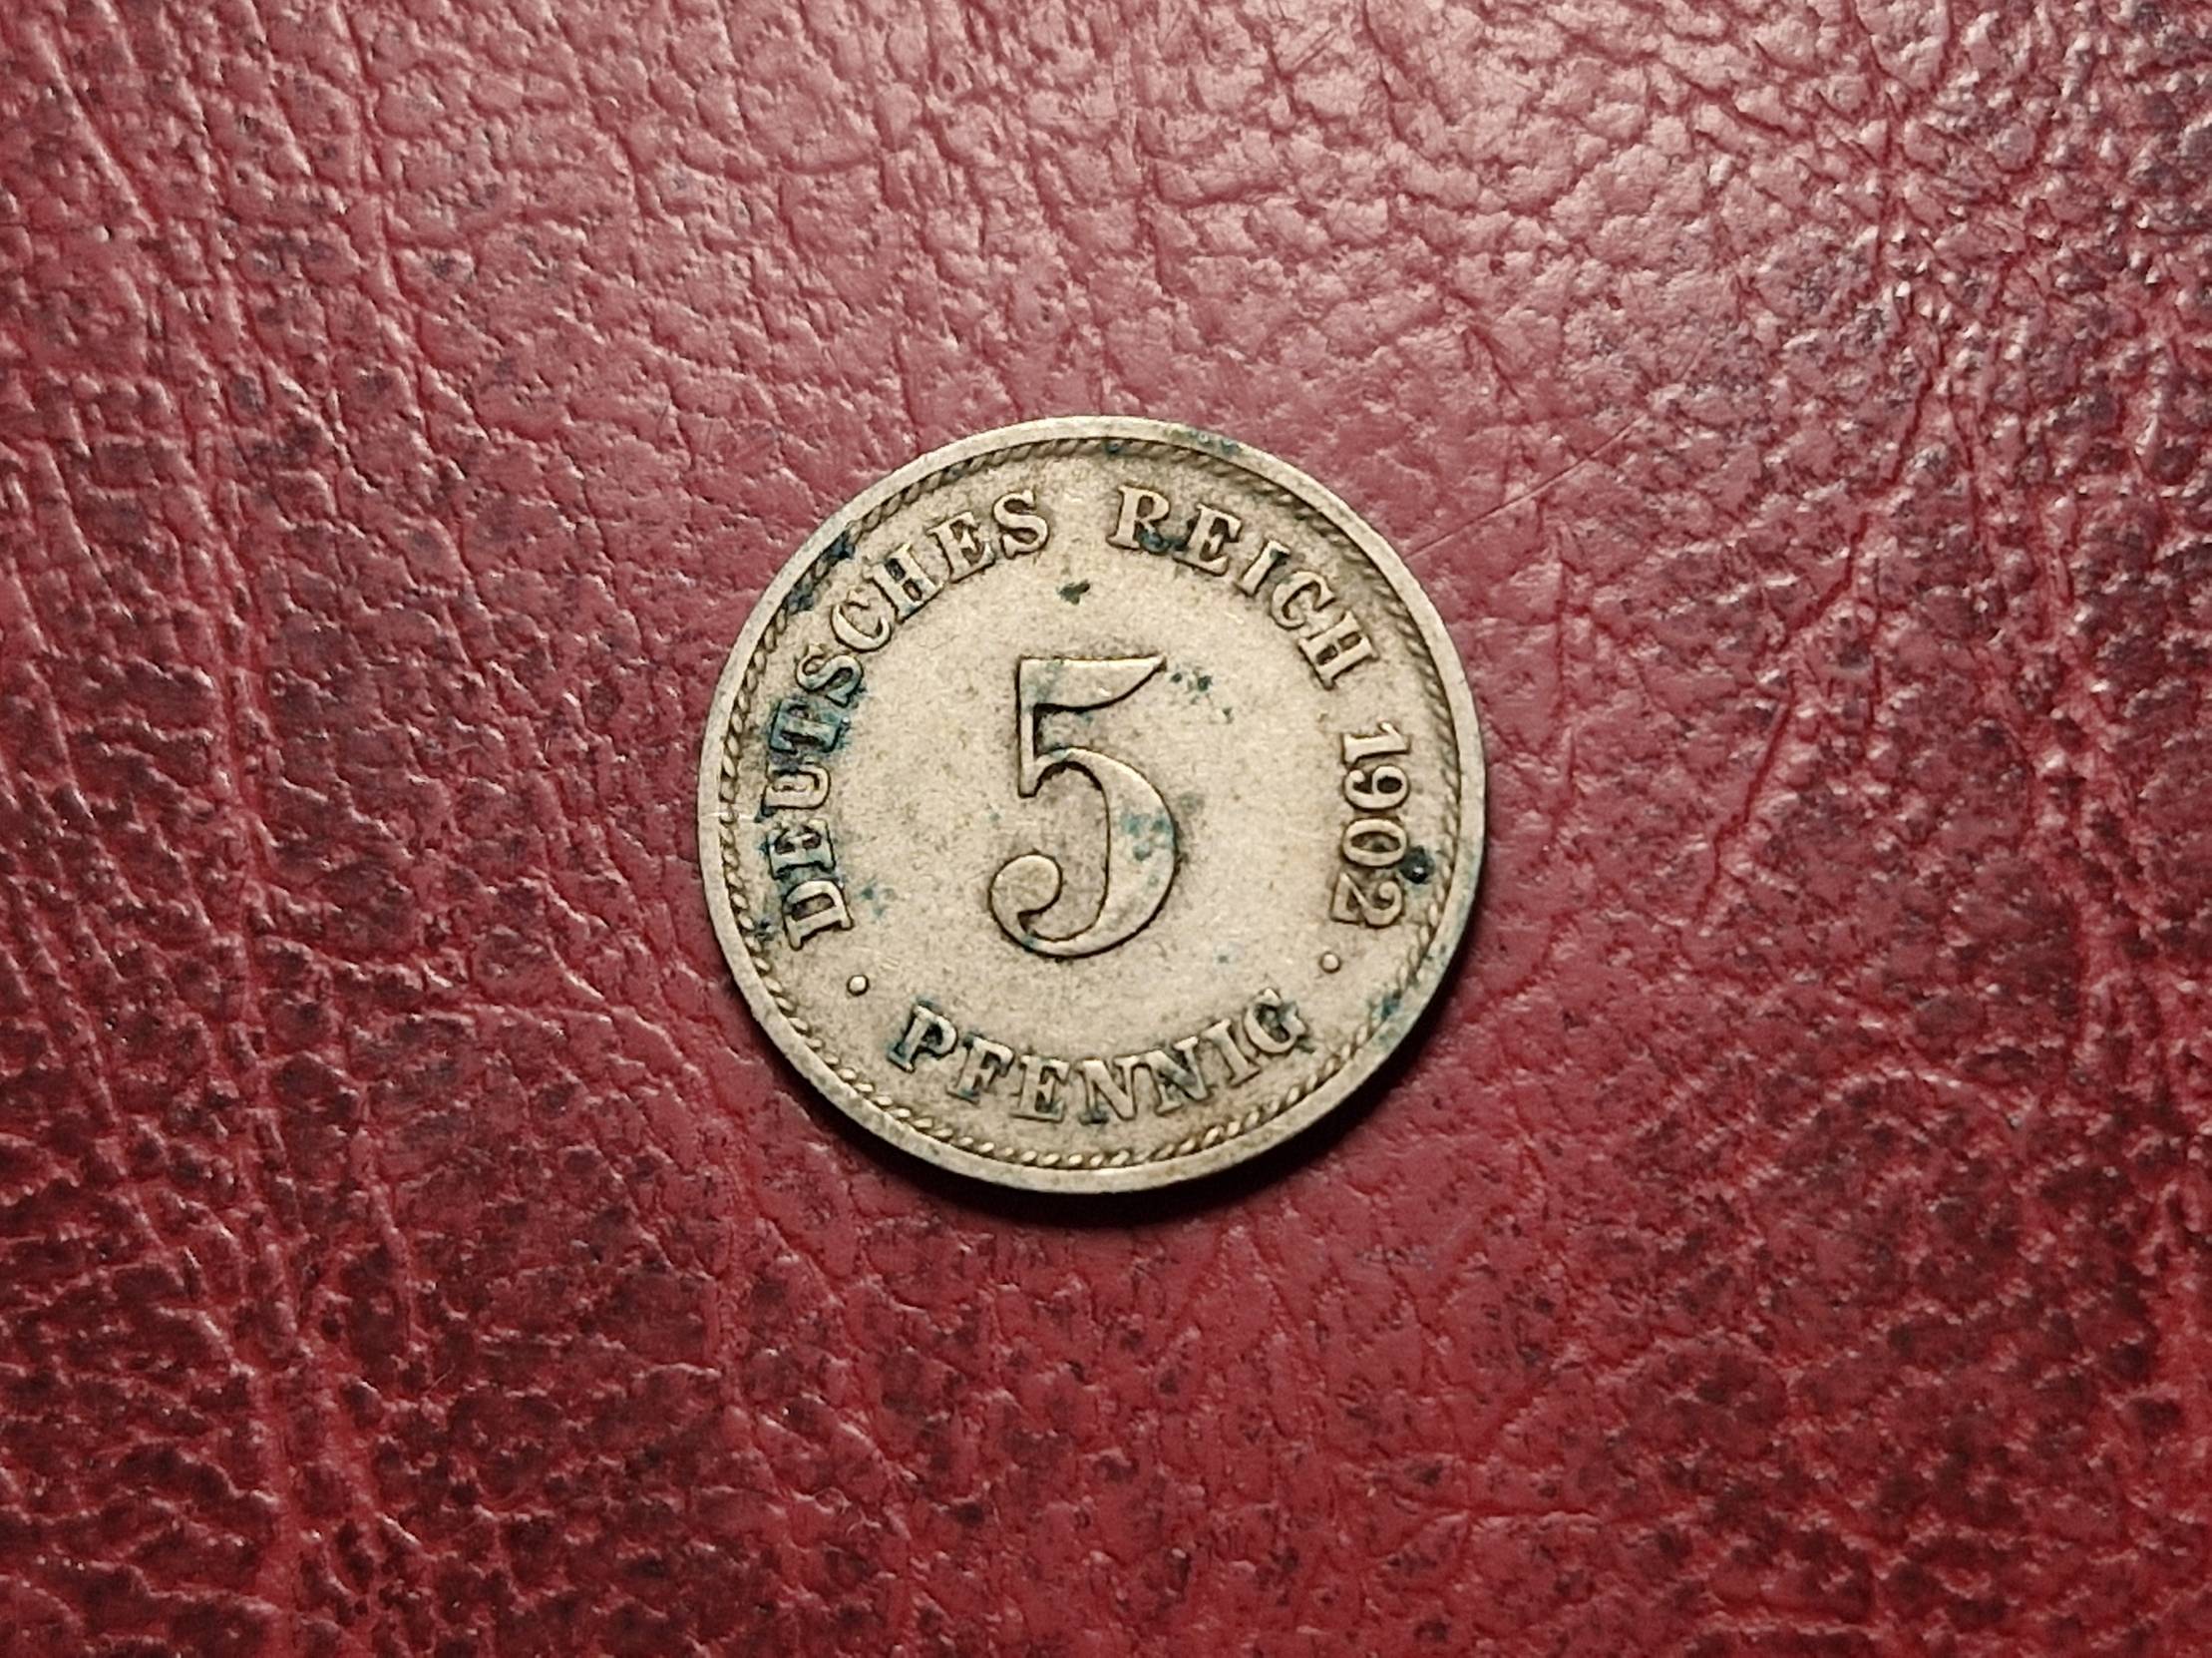 DEUTSCHES REICH 1902
5
· PFENNIG ·